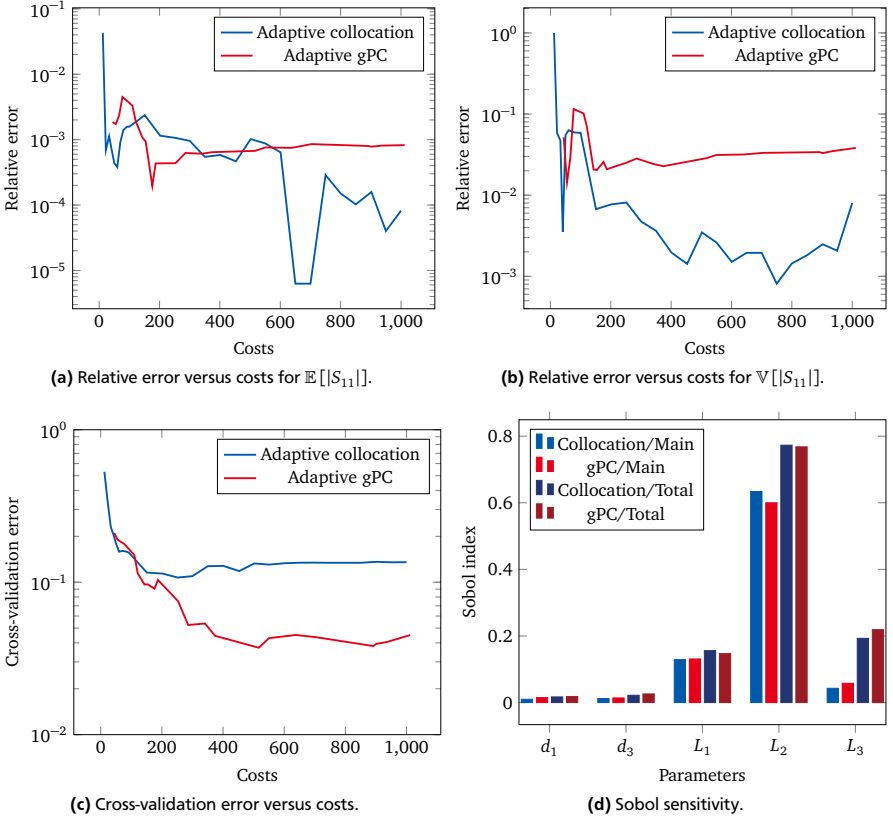 10⁻¹
10⁻²
10⁻³
10⁻⁴
10⁻⁵
Relative error
Adaptive collocation
Adaptive gPC
0 200 400 600 800 1,000
Costs
(a) Relative error versus costs for 𝔼[|S₁₁|].
10⁰
10⁻¹
10⁻²
10⁻³
Relative error
Adaptive collocation
Adaptive gPC
0 200 400 600 800 1,000
Costs
(b) Relative error versus costs for 𝕍[|S₁₁|].
10⁰
10⁻¹
10⁻²
Cross-validation error
Adaptive collocation
Adaptive gPC
0 200 400 600 800 1,000
Costs
(c) Cross-validation error versus costs.
0.8
0.6
0.4
0.2
0
Sobol index
Collocation/Main
gPC/Main
Collocation/Total
gPC/Total
d₁ d₃ L₁ L₂ L₃
Parameters
(d) Sobol sensitivity.